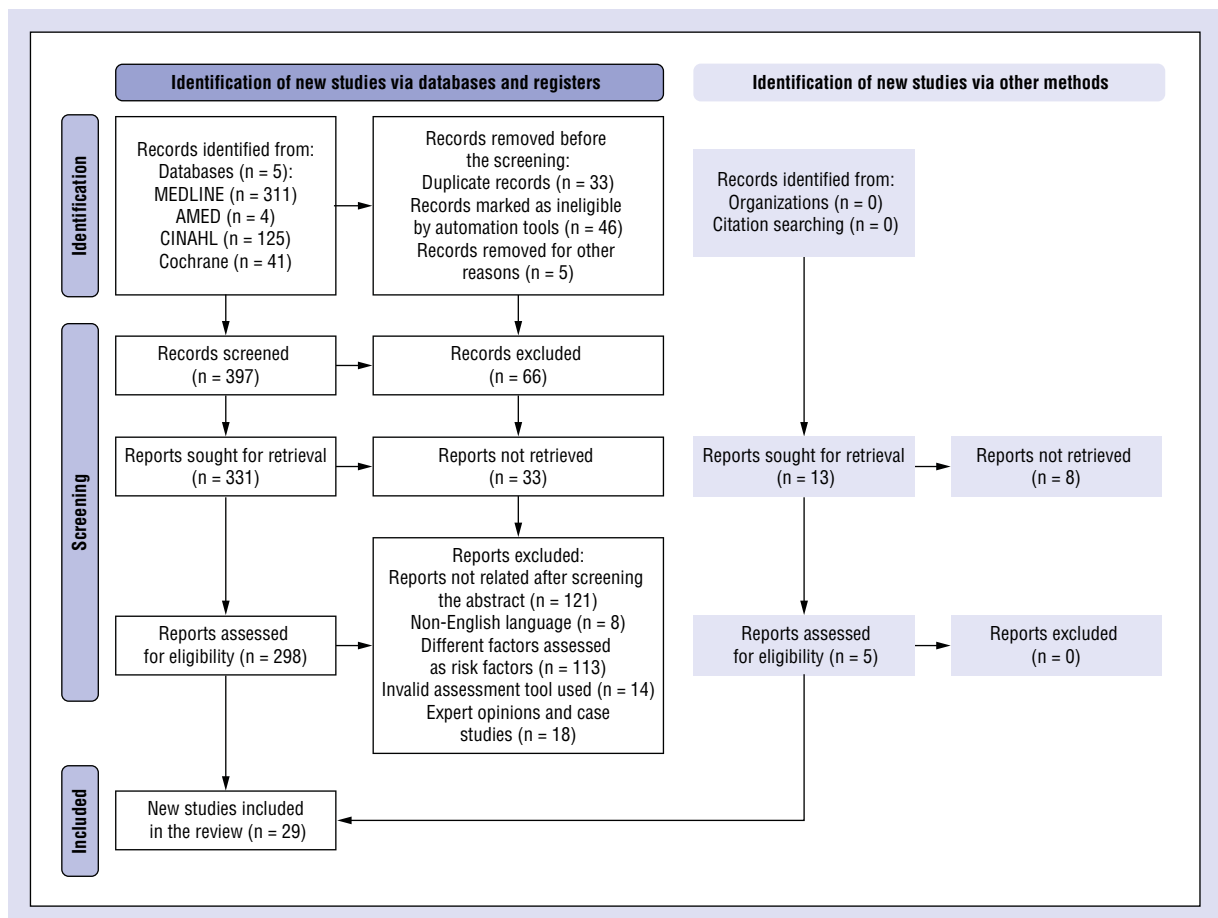 Identification of new studies via databases and registers
Identification of new studies via other methods
Identification
Records identified from:
Databases (n = 5):
MEDLINE (n = 311)
AMED (n = 4)
CINAHL (n = 125)
Cochrane (n = 41)
Records removed before
the screening:
Duplicate records (n = 33)
Records marked as ineligible
by automation tools (n = 46)
Records removed for other
reasons (n = 5)
Records identified from:
Organizations (n = 0)
Citation searching (n = 0)
Screening
Records screened
(n = 397)
Records excluded
(n = 66)
Reports sought for retrieval
(n = 331)
Reports not retrieved
(n = 33)
Reports sought for retrieval
(n = 13)
Reports not retrieved
(n = 8)
Reports assessed
for eligibility (n = 298)
Reports excluded:
Reports not related after screening
the abstract (n = 121)
Non-English language (n = 8)
Different factors assessed
as risk factors (n = 113)
Invalid assessment tool used (n = 14)
Expert opinions and case
studies (n = 18)
Reports assessed
for eligibility (n = 5)
Reports excluded
(n = 0)
Included
New studies included
in the review (n = 29)